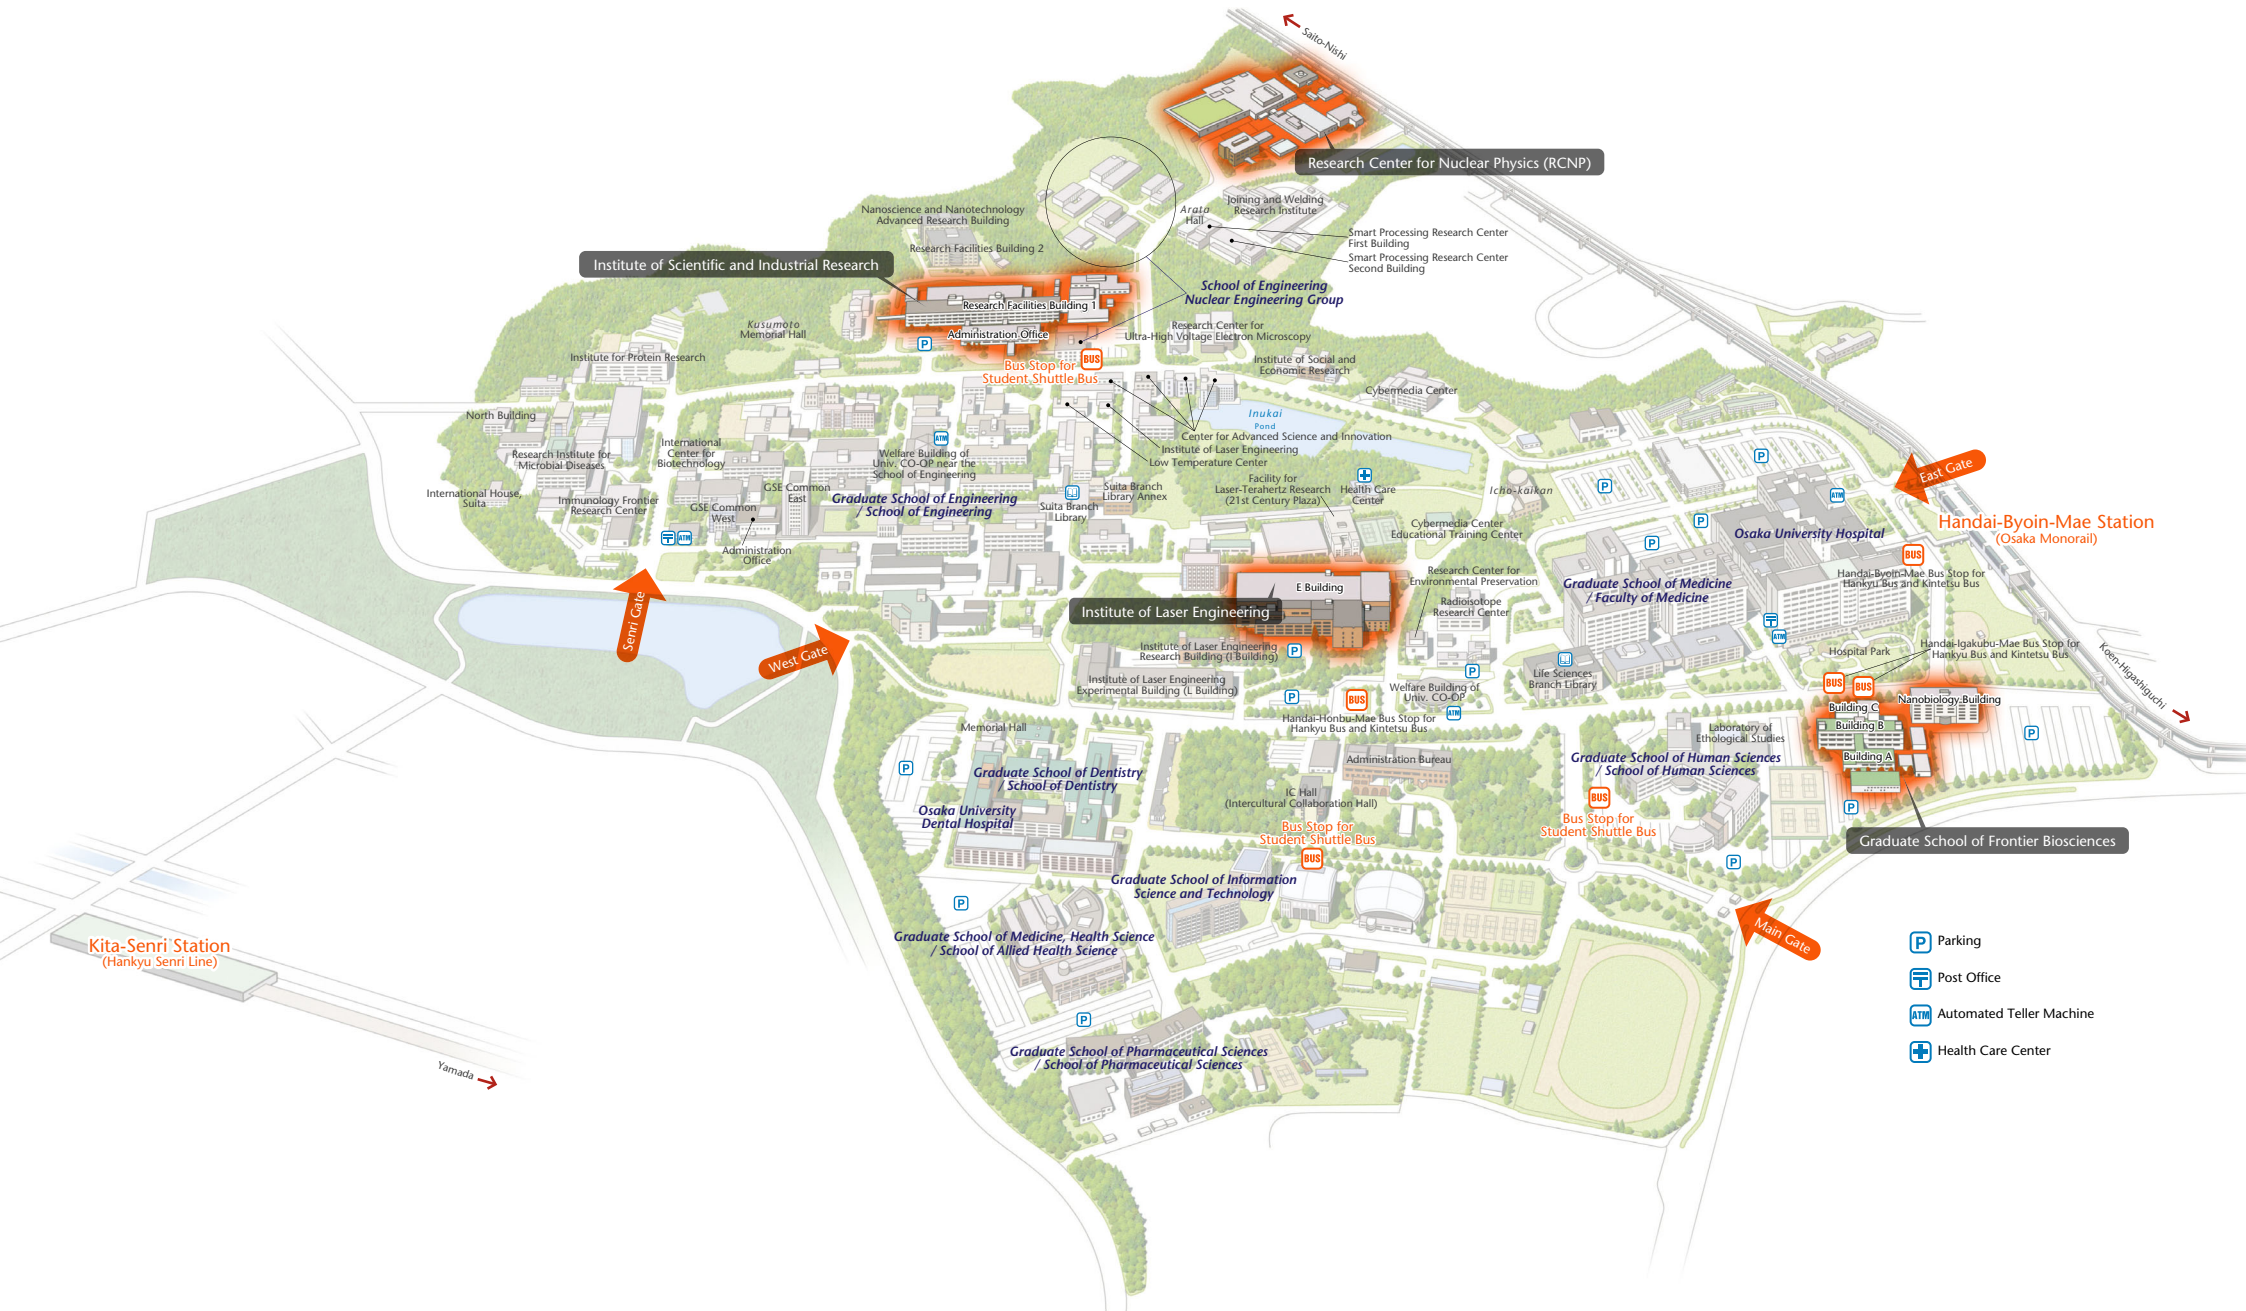 Saito-Nishi
Research Center for Nuclear Physics (RCNP)
Nanoscience and Nanotechnology
Advanced Research Building
Arata
Hall
Joining and Welding
Research Institute
Smart Processing Research Center
First Building
Smart Processing Research Center
Second Building
Research Facilities Building 2
Institute of Scientific and Industrial Research
School of Engineering
Nuclear Engineering Group
Research Facilities Building 1
Administration Office
Kusumoto
Memorial Hall
P
Research Center for
Ultra-High Voltage Electron Microscopy
Institute for Protein Research
Bus Stop for
Student Shuttle Bus
BUS
Institute of Social and
Economic Research
Cybermedia Center
North Building
Inukai
Pond
Center for Advanced Science and Innovation
Institute of Laser Engineering
Low Temperature Center
International
Center for
Biotechnology
ATM
Welfare Building of
Univ. CO-OP near the
School of Engineering
Research Institute for
Microbial Diseases
International House,
Suita
Immunology Frontier
Research Center
GSE Common
East
GSE Common
West
Graduate School of Engineering
/ School of Engineering
Suita Branch
Library
Suita Branch
Library Annex
Facility for
Laser-Terahertz Research
(21st Century Plaza)
Health Care
Center
Icho-kaikan
P
P
ATM
East Gate
Handai-Byoin-Mae Station
(Osaka Monorail)
Cybermedia Center
Educational Training Center
P
P
Osaka University Hospital
BUS
Handai-Byoin-Mae Bus Stop for
Hankyu Bus and Kintetsu Bus
ATM
Administration
Office
Senri Gate
West Gate
E Building
Institute of Laser Engineering
Research Center for
Environmental Preservation
Radioisotope
Research Center
Graduate School of Medicine
/ Faculty of Medicine
ATM
Hospital Park
Handai-Igakubu-Mae Bus Stop for
Hankyu Bus and Kintetsu Bus
Koen-Higashiguchi
Institute of Laser Engineering
Research Building (I Building)
P
Institute of Laser Engineering
Experimental Building (L Building)
P
BUS
Handai-Honbu-Mae Bus Stop for
Hankyu Bus and Kintetsu Bus
P
Welfare Building of
Univ. CO-OP
ATM
Life Sciences
Branch Library
BUS
BUS
Nanobiology Building
Building C
Building B
Building A
P
P
Laboratory of
Ethological Studies
Graduate School of Human Sciences
/ School of Human Sciences
BUS
Bus Stop for
Student Shuttle Bus
Graduate School of Frontier Biosciences
Memorial Hall
P
Graduate School of Dentistry
/ School of Dentistry
Osaka University
Dental Hospital
Administration Bureau
IC Hall
(Intercultural Collaboration Hall)
Bus Stop for
Student Shuttle Bus
BUS
P
Graduate School of Information
Science and Technology
P
Graduate School of Medicine, Health Science
/ School of Allied Health Science
Main Gate
P
Graduate School of Pharmaceutical Sciences
/ School of Pharmaceutical Sciences
Kita-Senri Station
(Hankyu Senri Line)
Yamada
P Parking
Post Office
ATM Automated Teller Machine
Health Care Center